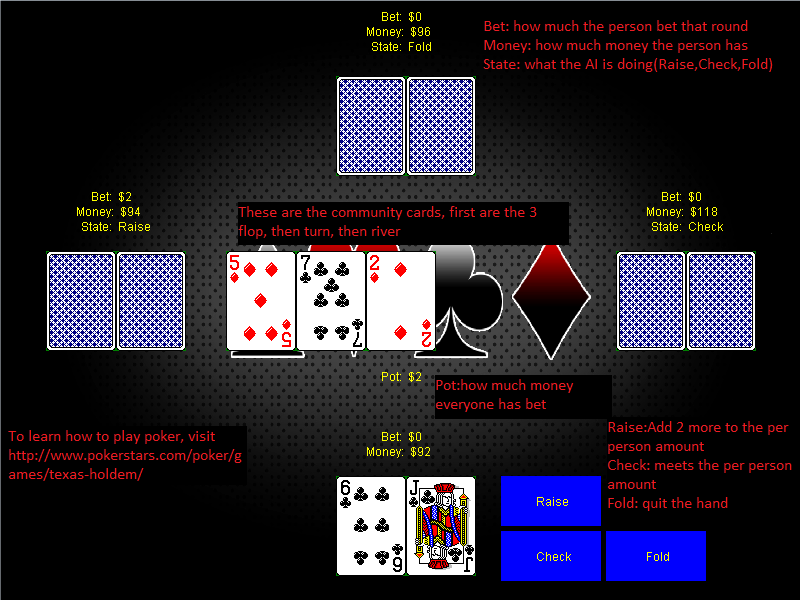 Bet: $0
Money: $96
State: Fold
Bet: how much the person bet that round
Money: how much money the person has
State: what the AI is doing(Raise,Check,Fold)
Bet: $2
Money: $94
State: Raise
These are the community cards, first are the 3
flop, then turn, then river
Bet: $0
Money: $118
State: Check
5
5
7
7
2
2
Pot: $2
Pot:how much money
everyone has bet
To learn how to play poker, visit
http://www.pokerstars.com/poker/g
ames/texas-holdem/
Bet: $0
Money: $92
6
6
J
J
Raise:Add 2 more to the per
person amount
Check: meets the per person
amount
Fold: quit the hand
Raise
Check
Fold